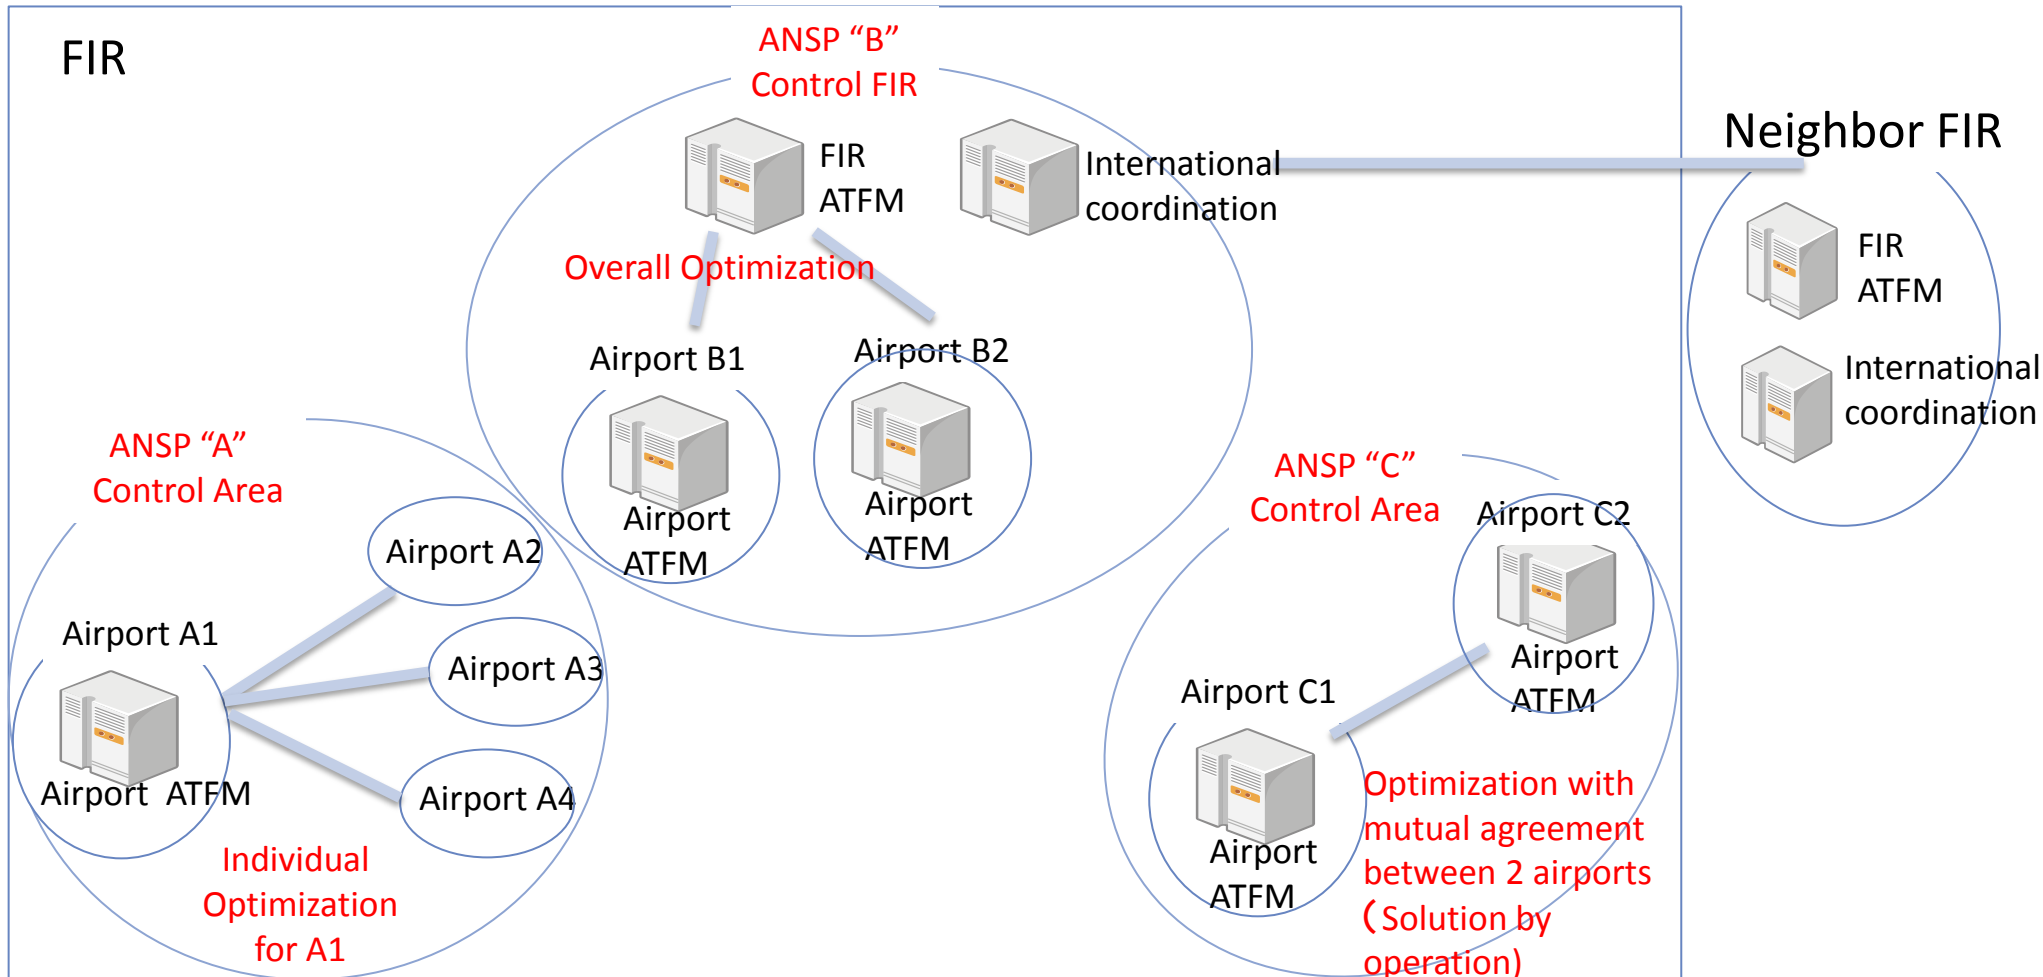 FIR
ANSP “B”
Control FIR
FIR
ATFM
International
coordination
Overall Optimization
Airport B1
Airport
ATFM
Airport B2
Airport
ATFM
Neighbor FIR
FIR
ATFM
International
coordination
ANSP “A”
Control Area
Airport A2
Airport A1
Airport A3
Airport  ATFM
Airport A4
Individual
Optimization
for A1
ANSP “C”
Control Area
Airport C2
Airport
ATFM
Airport C1
Airport
ATFM
Optimization with
mutual agreement
between 2 airports
（Solution by
operation)